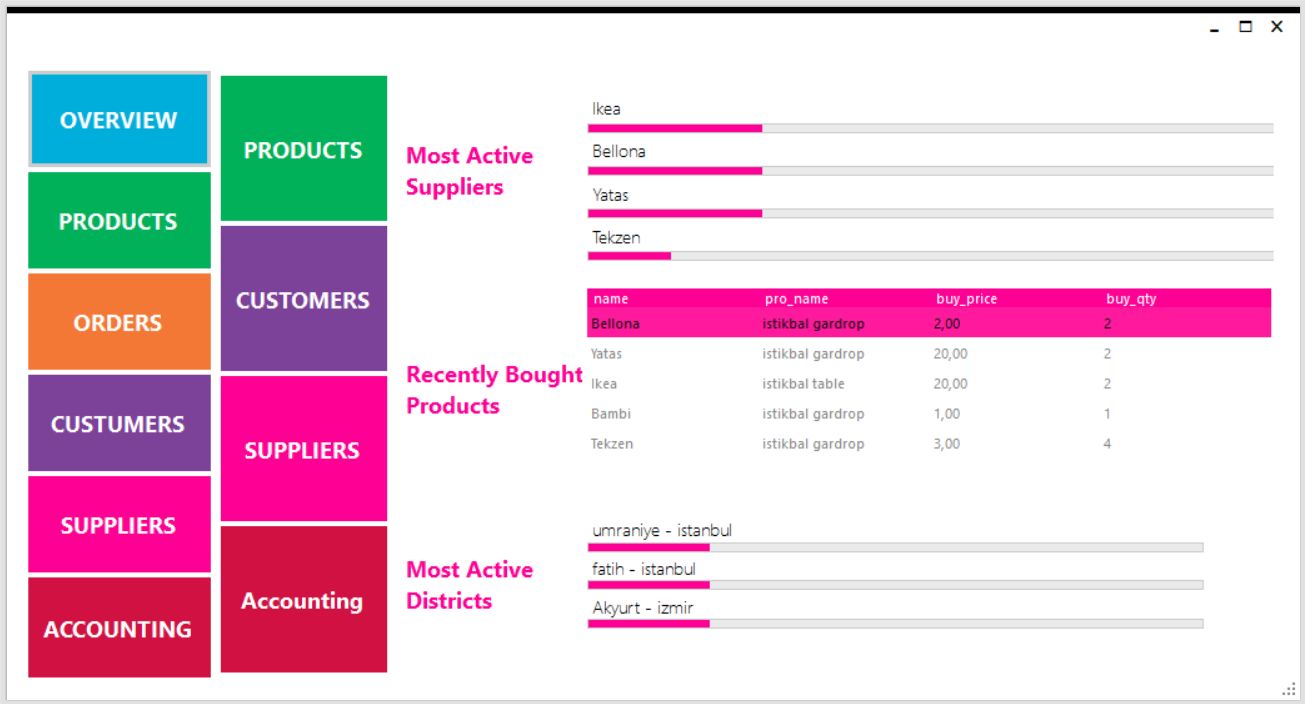 OVERVIEW
PRODUCTS
ORDERS
CUSTUMERS
SUPPLIERS
ACCOUNTING
PRODUCTS
CUSTOMERS
SUPPLIERS
Accounting
Most Active
Suppliers
Ikea
Bellona
Yatas
Tekzen
Recently Bought
Products
name pro_name buy_price buy_qty
Bellona istikbal gardrop 2,00 2
Yatas istikbal gardrop 20,00 2
Ikea istikbal table 20,00 2
Bambi istikbal gardrop 1,00 1
Tekzen istikbal gardrop 3,00 4
Most Active
Districts
umraniye - istanbul
fatih - istanbul
Akyurt - izmir